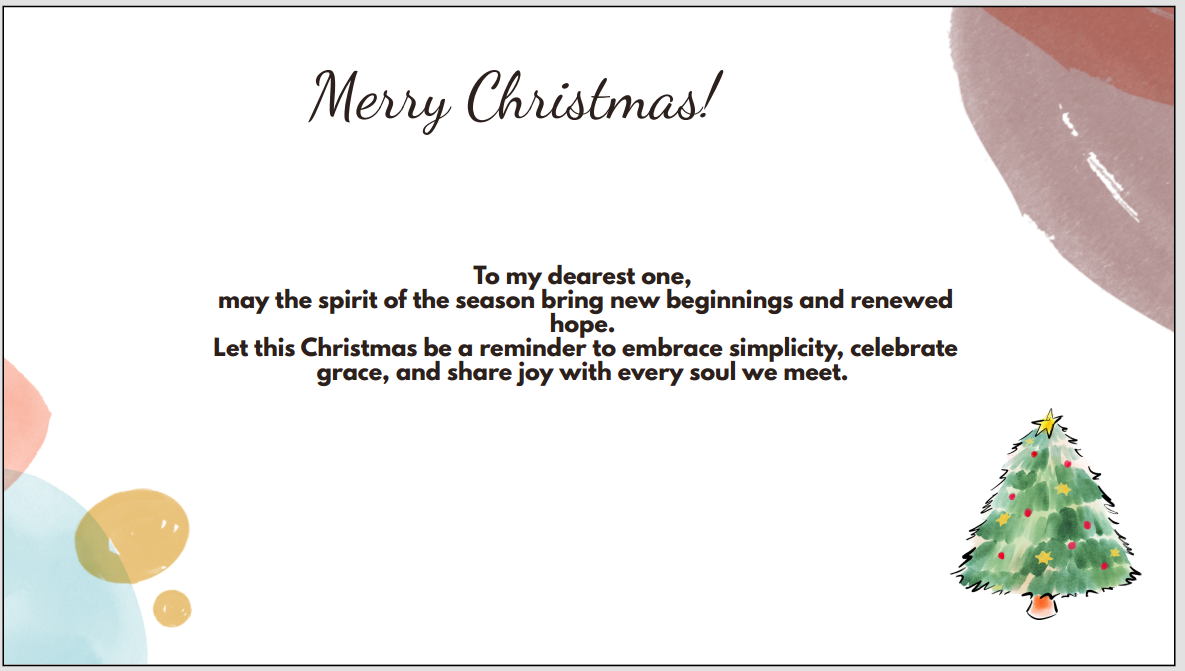 Merry Christmas!
To my dearest one,
may the spirit of the season bring new beginnings and renewed
hope.
Let this Christmas be a reminder to embrace simplicity, celebrate
grace, and share joy with every soul we meet.